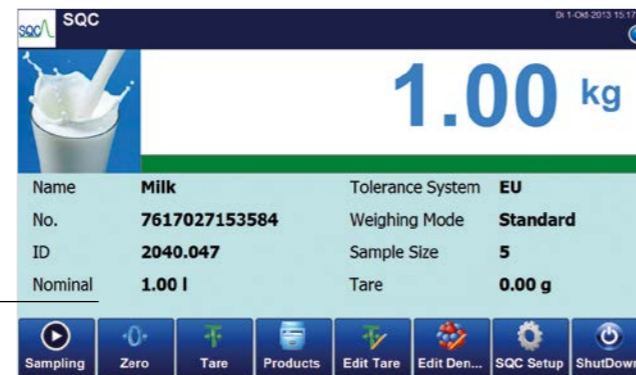 SQC SQC Di 1-Okt-2013 15:17
1.00 kg
Name Milk Tolerance System EU
No. 7617027153584 Weighing Mode Standard
ID 2040.047 Sample Size 5
Nominal 1.00 l Tare 0.00 g
Sampling ·0· Zero T Tare Products Edit Tare Edit Den... SQC Setup ShutDown